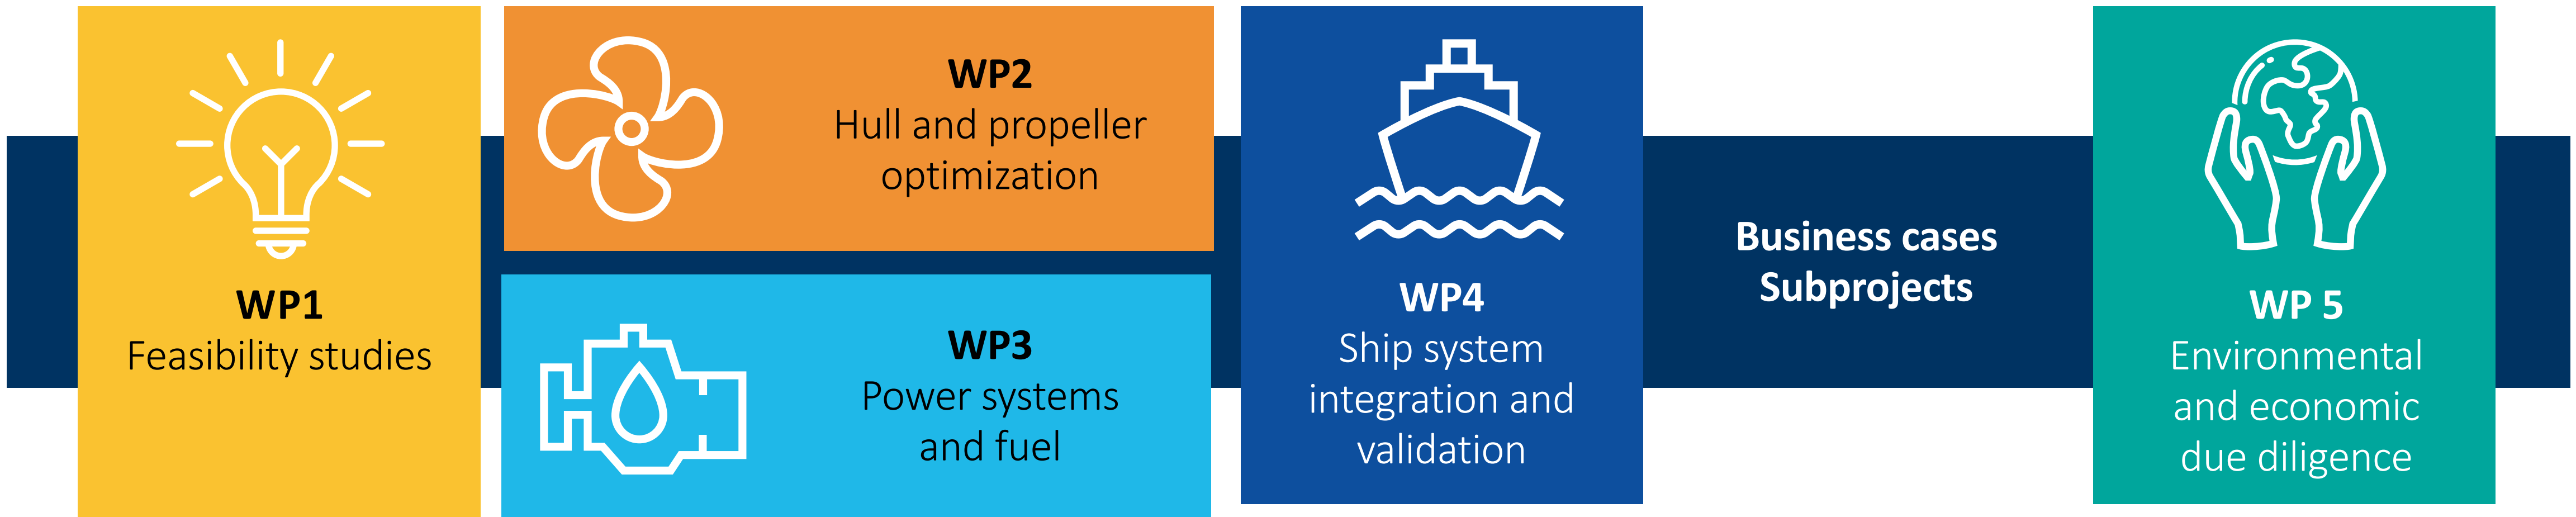 WP1
Feasibility studies
WP2
Hull and propeller
optimization
WP3
Power systems
and fuel
WP4
Ship system
integration and
validation
Business cases
Subprojects
WP 5
Environmental
and economic
due diligence